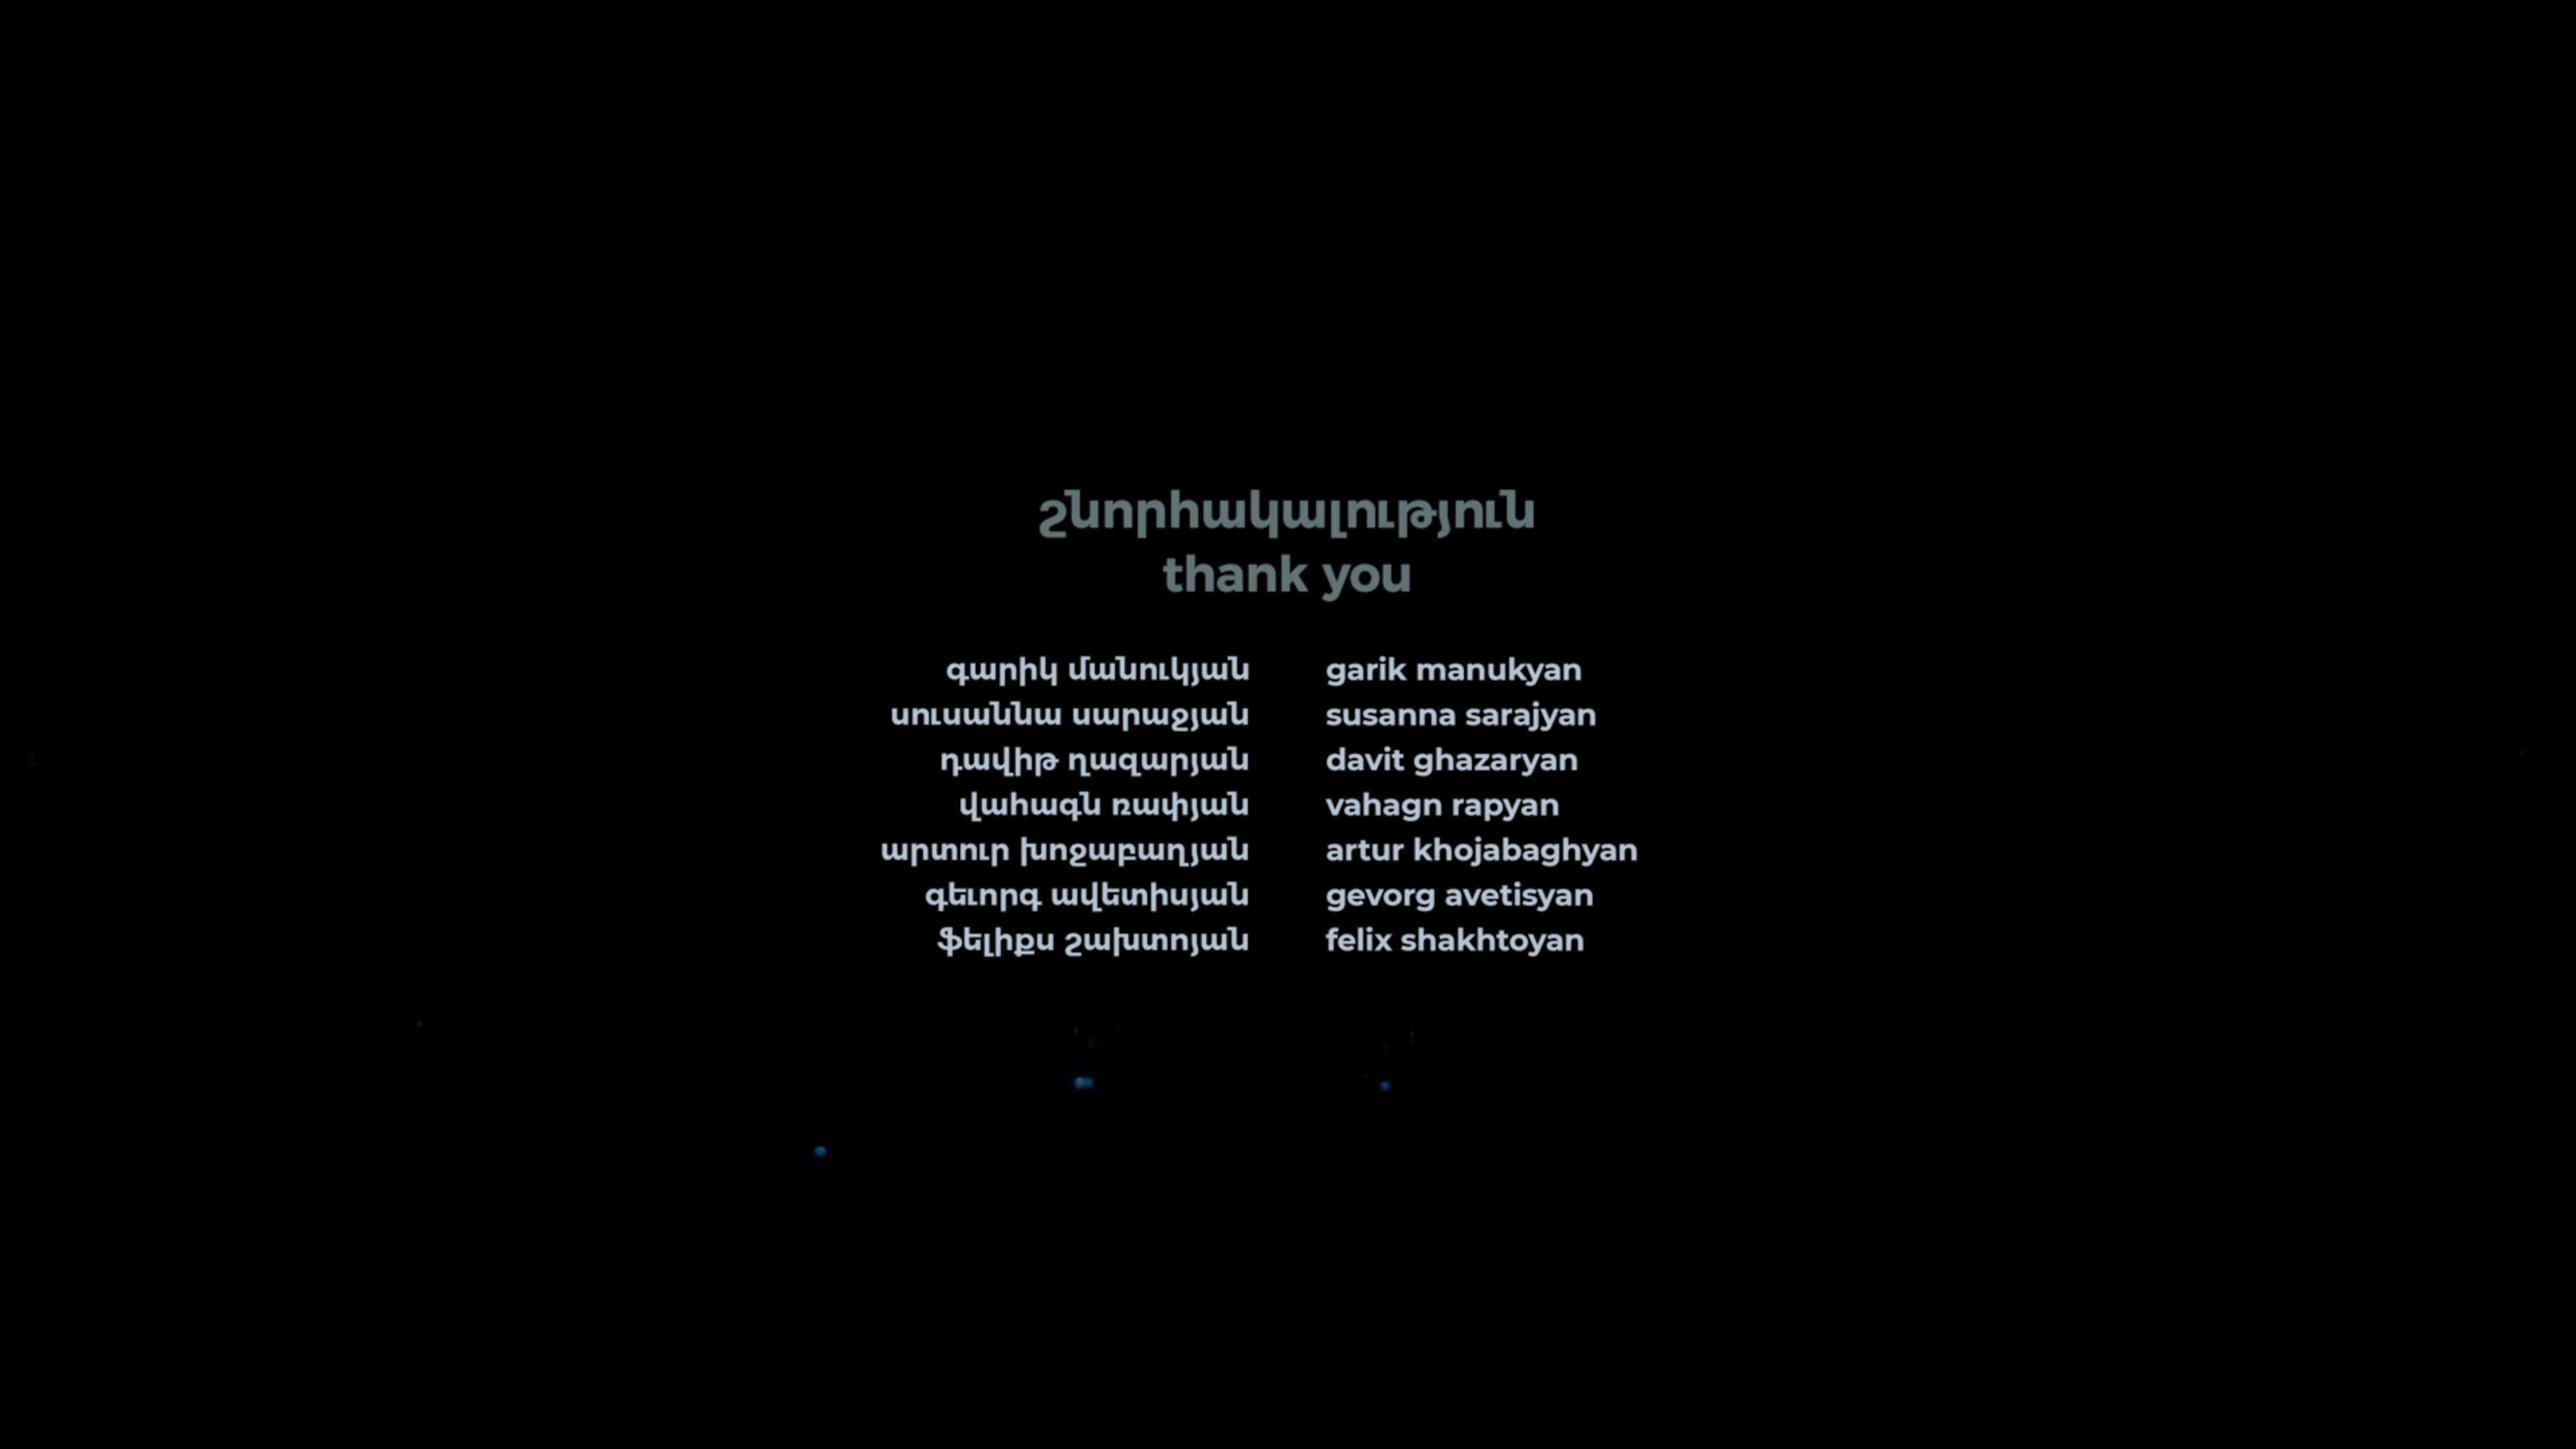 շնորհակալություն
thank you
գարիկ մանուկյան garik manukyan
սուսաննա սարաջյան susanna sarajyan
դավիթ ղազարյան davit ghazaryan
վահագն ռափյան vahagn rapyan
արտուր խոջաբաղյան artur khojabaghyan
գեւորգ ավետիսյան gevorg avetisyan
ֆելիքս շախտոյան felix shakhtoyan